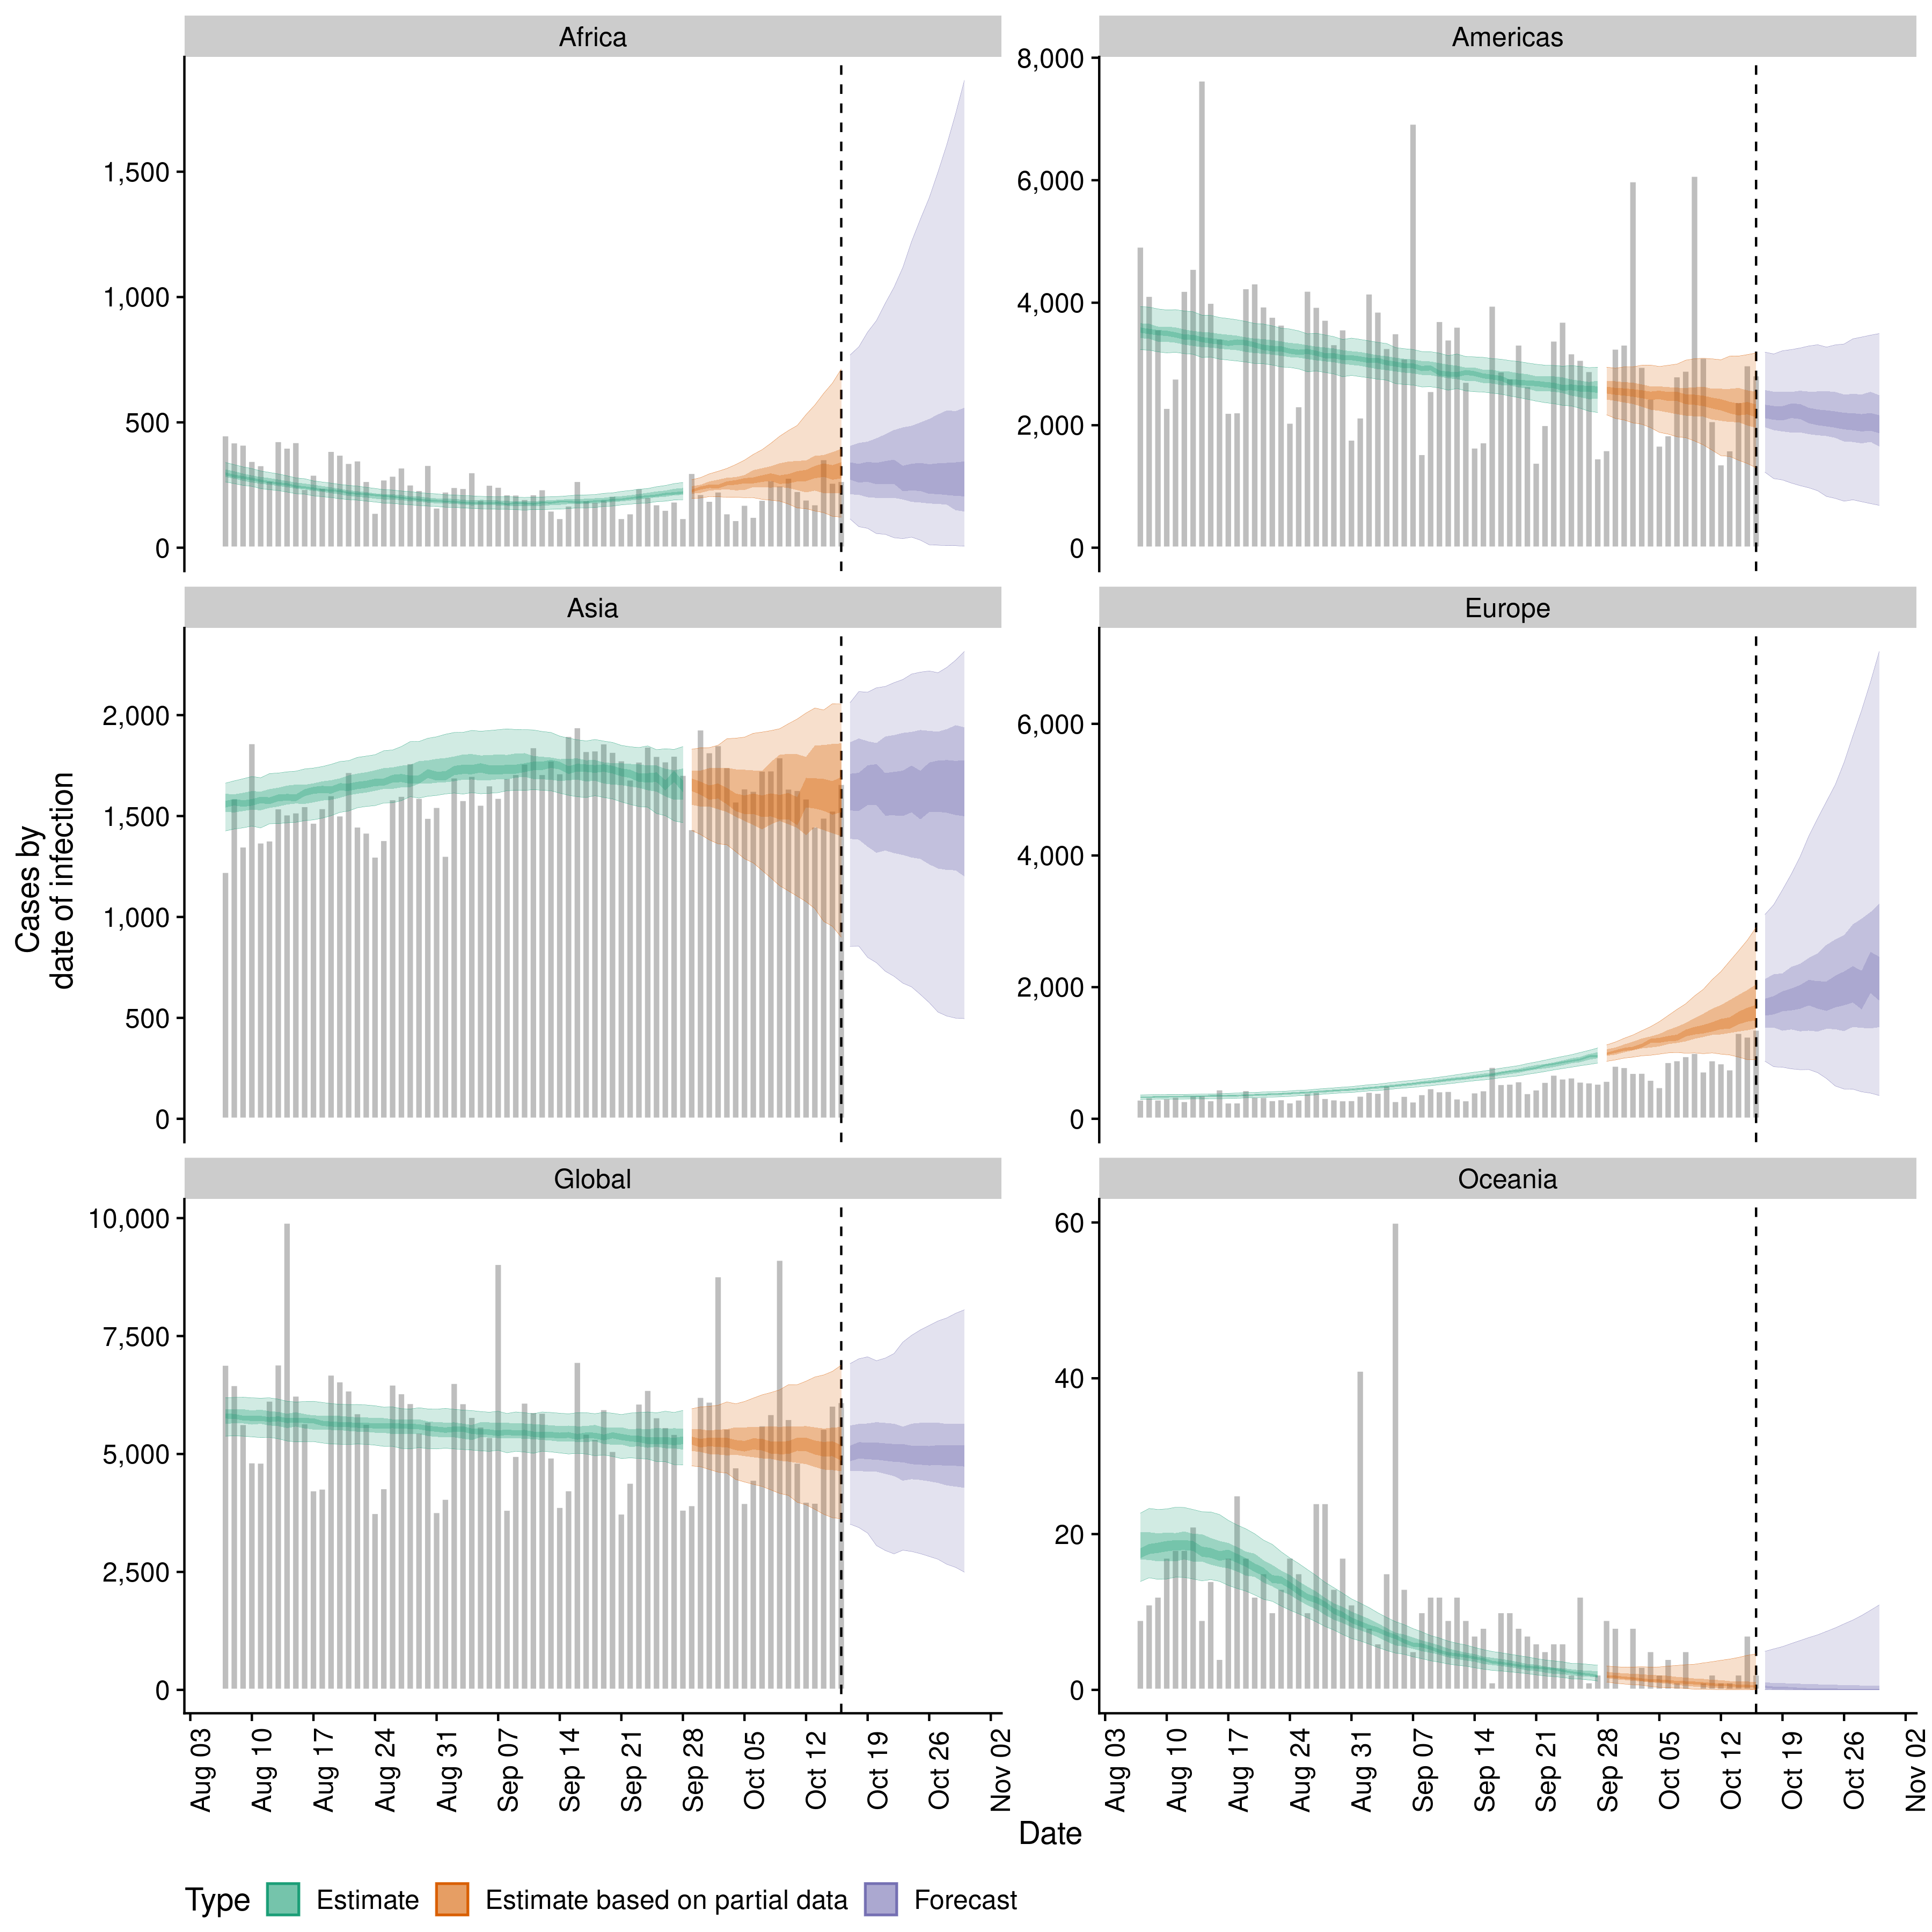 Africa
Americas
0
500
1,000
1,500
0
2,000
4,000
6,000
8,000
Asia
Europe
0
500
1,000
1,500
2,000
0
2,000
4,000
6,000
Cases by
date of infection
Global
Oceania
0
2,500
5,000
7,500
10,000
0
20
40
60
Aug 03
Aug 10
Aug 17
Aug 24
Aug 31
Sep 07
Sep 14
Sep 21
Sep 28
Oct 05
Oct 12
Oct 19
Oct 26
Nov 02
Aug 03
Aug 10
Aug 17
Aug 24
Aug 31
Sep 07
Sep 14
Sep 21
Sep 28
Oct 05
Oct 12
Oct 19
Oct 26
Nov 02
Date
Type Estimate Estimate based on partial data Forecast